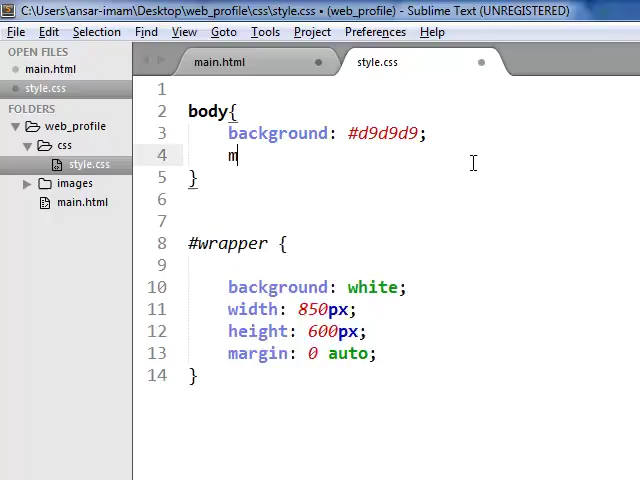 C:\Users\ansar-imam\Desktop\web_profile\css\style.css • (web_profile) - Sublime Text (UNREGISTERED)
File Edit Selection Find View Goto Tools Project Preferences Help
OPEN FILES
main.html
style.css
FOLDERS
web_profile
css
style.css
images
main.html
main.html
style.css
1
2 body{
3 background: #d9d9d9;
4 m
5 }
6
7
8 #wrapper {
9
10 background: white;
11 width: 850px;
12 height: 600px;
13 margin: 0 auto;
14 }